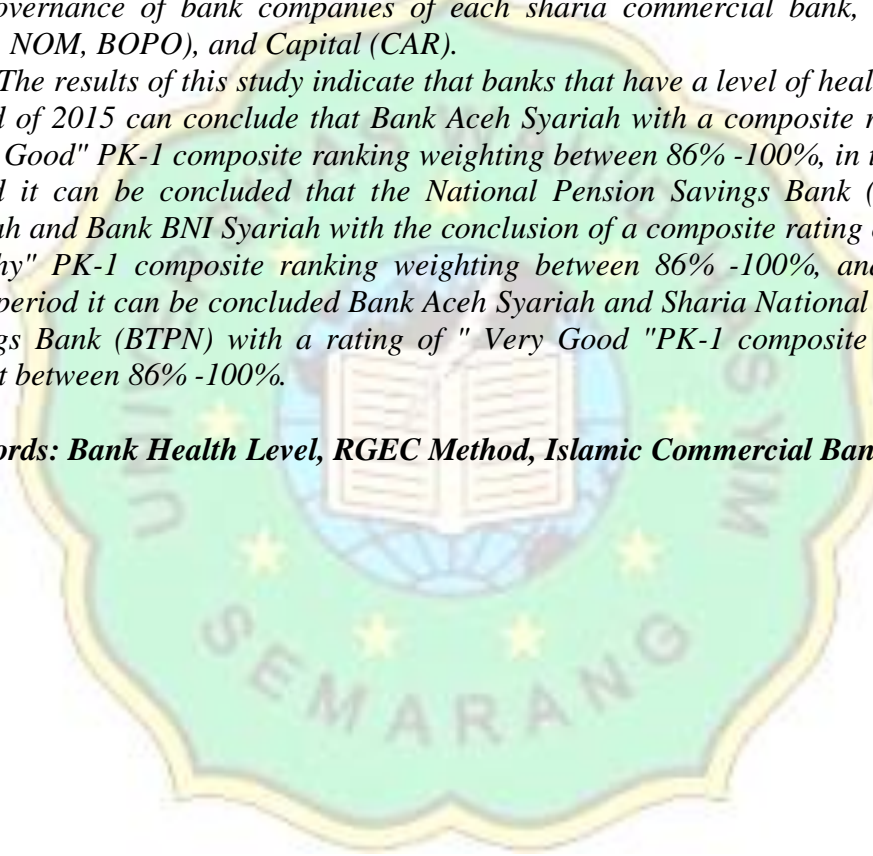 overnance of bank companies of each sharia commercial bank,
NOM, BOPO), and Capital (CAR).
The results of this study indicate that banks that have a level of heal
d of 2015 can conclude that Bank Aceh Syariah with a composite r
Good" PK-1 composite ranking weighting between 86% -100%, in t
d it can be concluded that the National Pension Savings Bank (
ah and Bank BNI Syariah with the conclusion of a composite rating
hy" PK-1 composite ranking weighting between 86% -100%, and
period it can be concluded Bank Aceh Syariah and Sharia National
gs Bank (BTPN) with a rating of " Very Good "PK-1 composite
t between 86% -100%.
ords: Bank Health Level, RGEC Method, Islamic Commercial Ban
SEMARANG